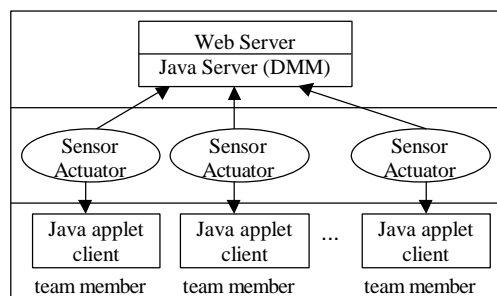 Web Server
Java Server (DMM)
Sensor Actuator
Sensor Actuator
Sensor Actuator
Java applet client
Java applet client
...
Java applet client
team member
team member
team member